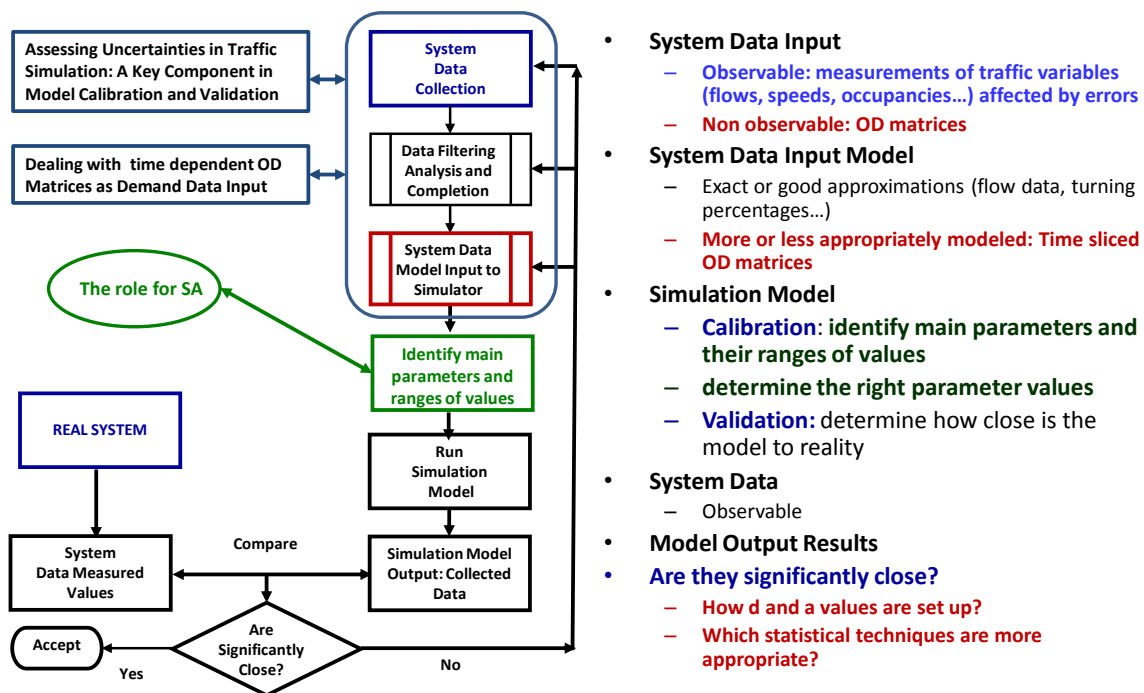 Assessing Uncertainties in Traffic
Simulation: A Key Component in
Model Calibration and Validation
Dealing with time dependent OD
Matrices as Demand Data Input
The role for SA
REAL SYSTEM
System
Data
Collection
Data Filtering
Analysis and
Completion
System Data
Model Input to
Simulator
Identify main
parameters and
ranges of values
Run
Simulation
Model
System
Data Measured
Values
Compare
Simulation Model
Output: Collected
Data
Accept
Yes
Are
Significantly
Close?
No
• System Data Input
– Observable: measurements of traffic variables
(flows, speeds, occupancies…) affected by errors
– Non observable: OD matrices
• System Data Input Model
– Exact or good approximations (flow data, turning
percentages…)
– More or less appropriately modeled: Time sliced
OD matrices
• Simulation Model
– Calibration: identify main parameters and
their ranges of values
– determine the right parameter values
– Validation: determine how close is the
model to reality
• System Data
– Observable
• Model Output Results
• Are they significantly close?
– How d and a values are set up?
– Which statistical techniques are more
appropriate?